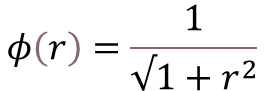 ϕ(r) = 1 / √1 + r²